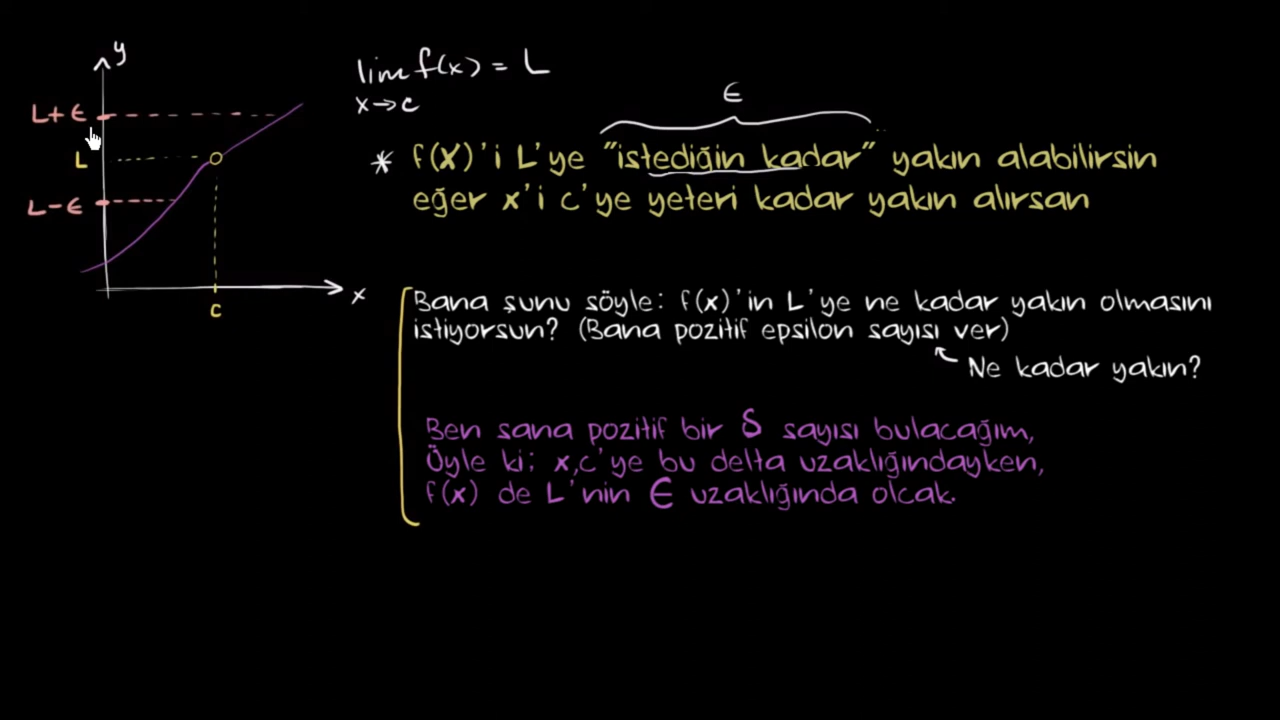 y
lim f(x) = L
x→c
L+ϵ
L
L-ϵ
x
c
ϵ
* f(x)'i L'ye "istediğin kadar" yakın alabilirsin
eğer x'i c'ye yeteri kadar yakın alırsan
Bana şunu söyle: f(x)'in L'ye ne kadar yakın olmasını
istiyorsun? (Bana pozitif epsilon sayısı ver)
Ne kadar yakın?
Ben sana pozitif bir δ sayısı bulacağım,
Öyle ki: x,c'ye bu delta uzaklığındayken,
f(x) de L'nin ϵ uzaklığında olcak.